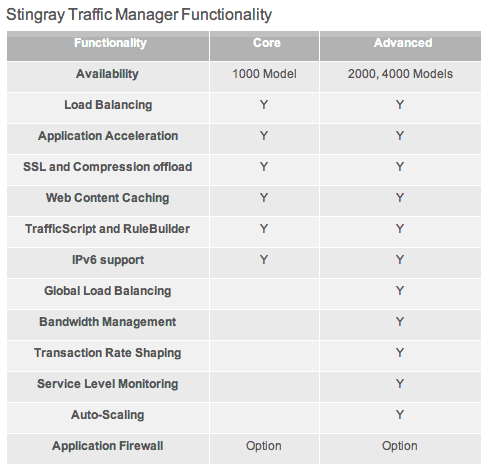 Stingray Traffic Manager Functionality
Functionality Core Advanced
Availability 1000 Model 2000, 4000 Models
Load Balancing Y Y
Application Acceleration Y Y
SSL and Compression offload Y Y
Web Content Caching Y Y
TrafficScript and RuleBuilder Y Y
IPv6 support Y Y
Global Load Balancing Y
Bandwidth Management Y
Transaction Rate Shaping Y
Service Level Monitoring Y
Auto-Scaling Y
Application Firewall Option Option